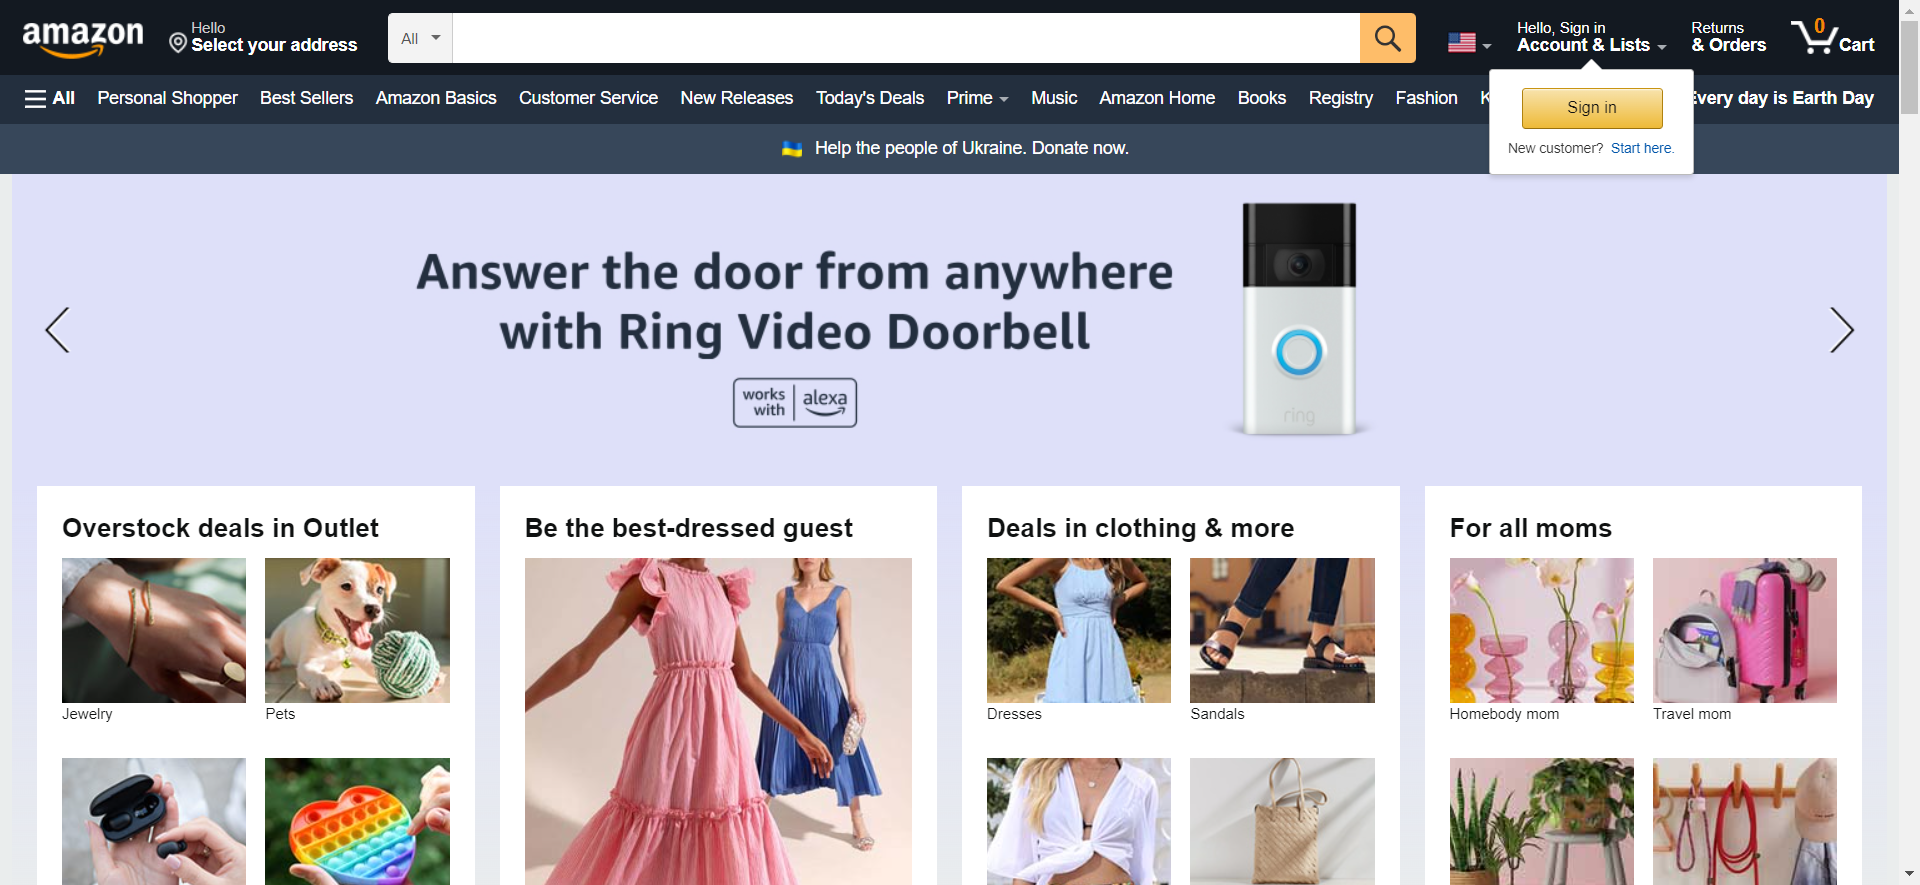 amazon
Hello
Select your address
All
Hello, Sign in
Account & Lists
Returns
& Orders
0
Cart
All
Personal Shopper
Best Sellers
Amazon Basics
Customer Service
New Releases
Today's Deals
Prime
Music
Amazon Home
Books
Registry
Fashion
Every day is Earth Day
Sign in
New customer? Start here.
Help the people of Ukraine. Donate now.
Answer the door from anywhere
with Ring Video Doorbell
works with
alexa
ring
Overstock deals in Outlet
Jewelry
Pets
Be the best-dressed guest
Deals in clothing & more
Dresses
Sandals
For all moms
Homebody mom
Travel mom